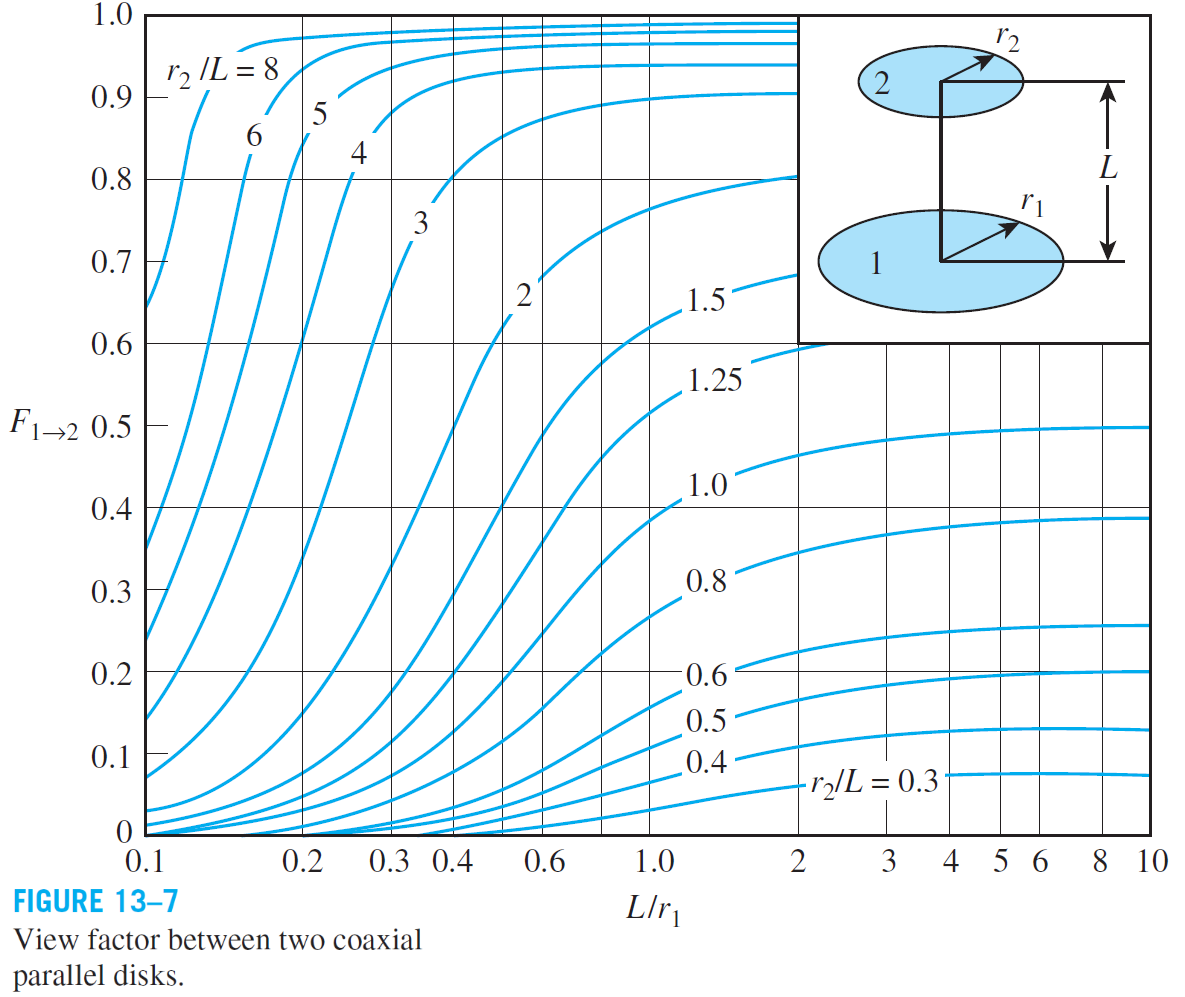 1.0
0.9
0.8
0.7
0.6
F1→2 0.5
0.4
0.3
0.2
0.1
0
r2 /L = 8
6
5
4
3
2
1.5
1.25
1.0
0.8
0.6
0.5
0.4
r2/L = 0.3
r2
2
L
r1
1
0.1 0.2 0.3 0.4 0.6 1.0 2 3 4 5 6 8 10
L/r1
FIGURE 13–7
View factor between two coaxial
parallel disks.